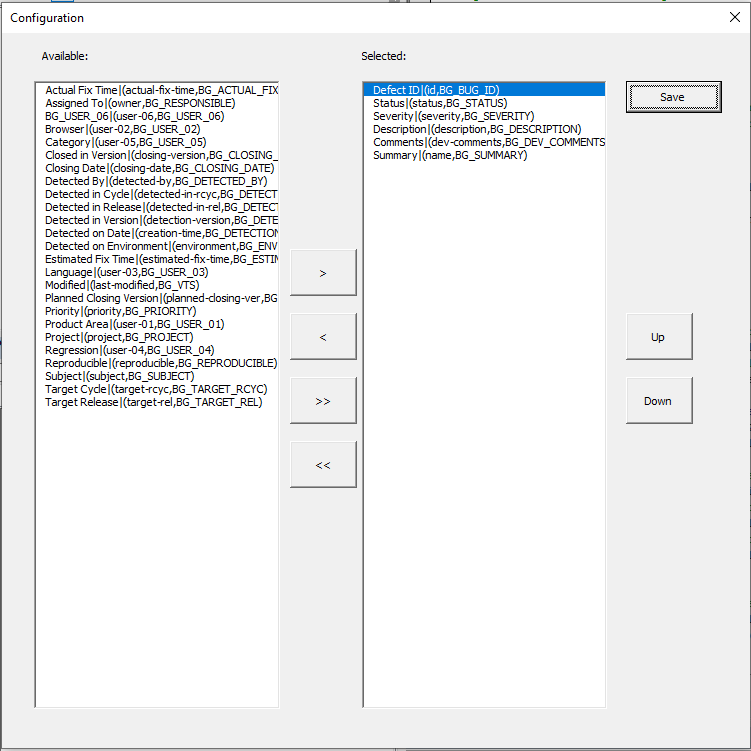 Configuration
Available:
Selected:
Actual Fix Time|(actual-fix-time,BG_ACTUAL_FIX
Assigned To|(owner,BG_RESPONSIBLE)
BG_USER_06|(user-06,BG_USER_06)
Browser|(user-02,BG_USER_02)
Category|(user-05,BG_USER_05)
Closed in Version|(closing-version,BG_CLOSING_
Closing Date|(closing-date,BG_CLOSING_DATE)
Detected By|(detected-by,BG_DETECTED_BY)
Detected in Cycle|(detected-in-rcyc,BG_DETECT
Detected in Release|(detected-in-rel,BG_DETECT
Detected in Version|(detection-version,BG_DETE
Detected on Date|(creation-time,BG_DETECTION
Detected on Environment|(environment,BG_ENV
Estimated Fix Time|(estimated-fix-time,BG_ESTIM
Language|(user-03,BG_USER_03)
Modified|(last-modified,BG_VTS)
Planned Closing Version|(planned-closing-ver,BG
Priority|(priority,BG_PRIORITY)
Product Area|(user-01,BG_USER_01)
Project|(project,BG_PROJECT)
Regression|(user-04,BG_USER_04)
Reproducible|(reproducible,BG_REPRODUCIBLE)
Subject|(subject,BG_SUBJECT)
Target Cycle|(target-rcyc,BG_TARGET_RCYC)
Target Release|(target-rel,BG_TARGET_REL)
>
<
>>
<<
Defect ID|(id,BG_BUG_ID)
Status|(status,BG_STATUS)
Severity|(severity,BG_SEVERITY)
Description|(description,BG_DESCRIPTION)
Comments|(dev-comments,BG_DEV_COMMENTS
Summary|(name,BG_SUMMARY)
Save
Up
Down